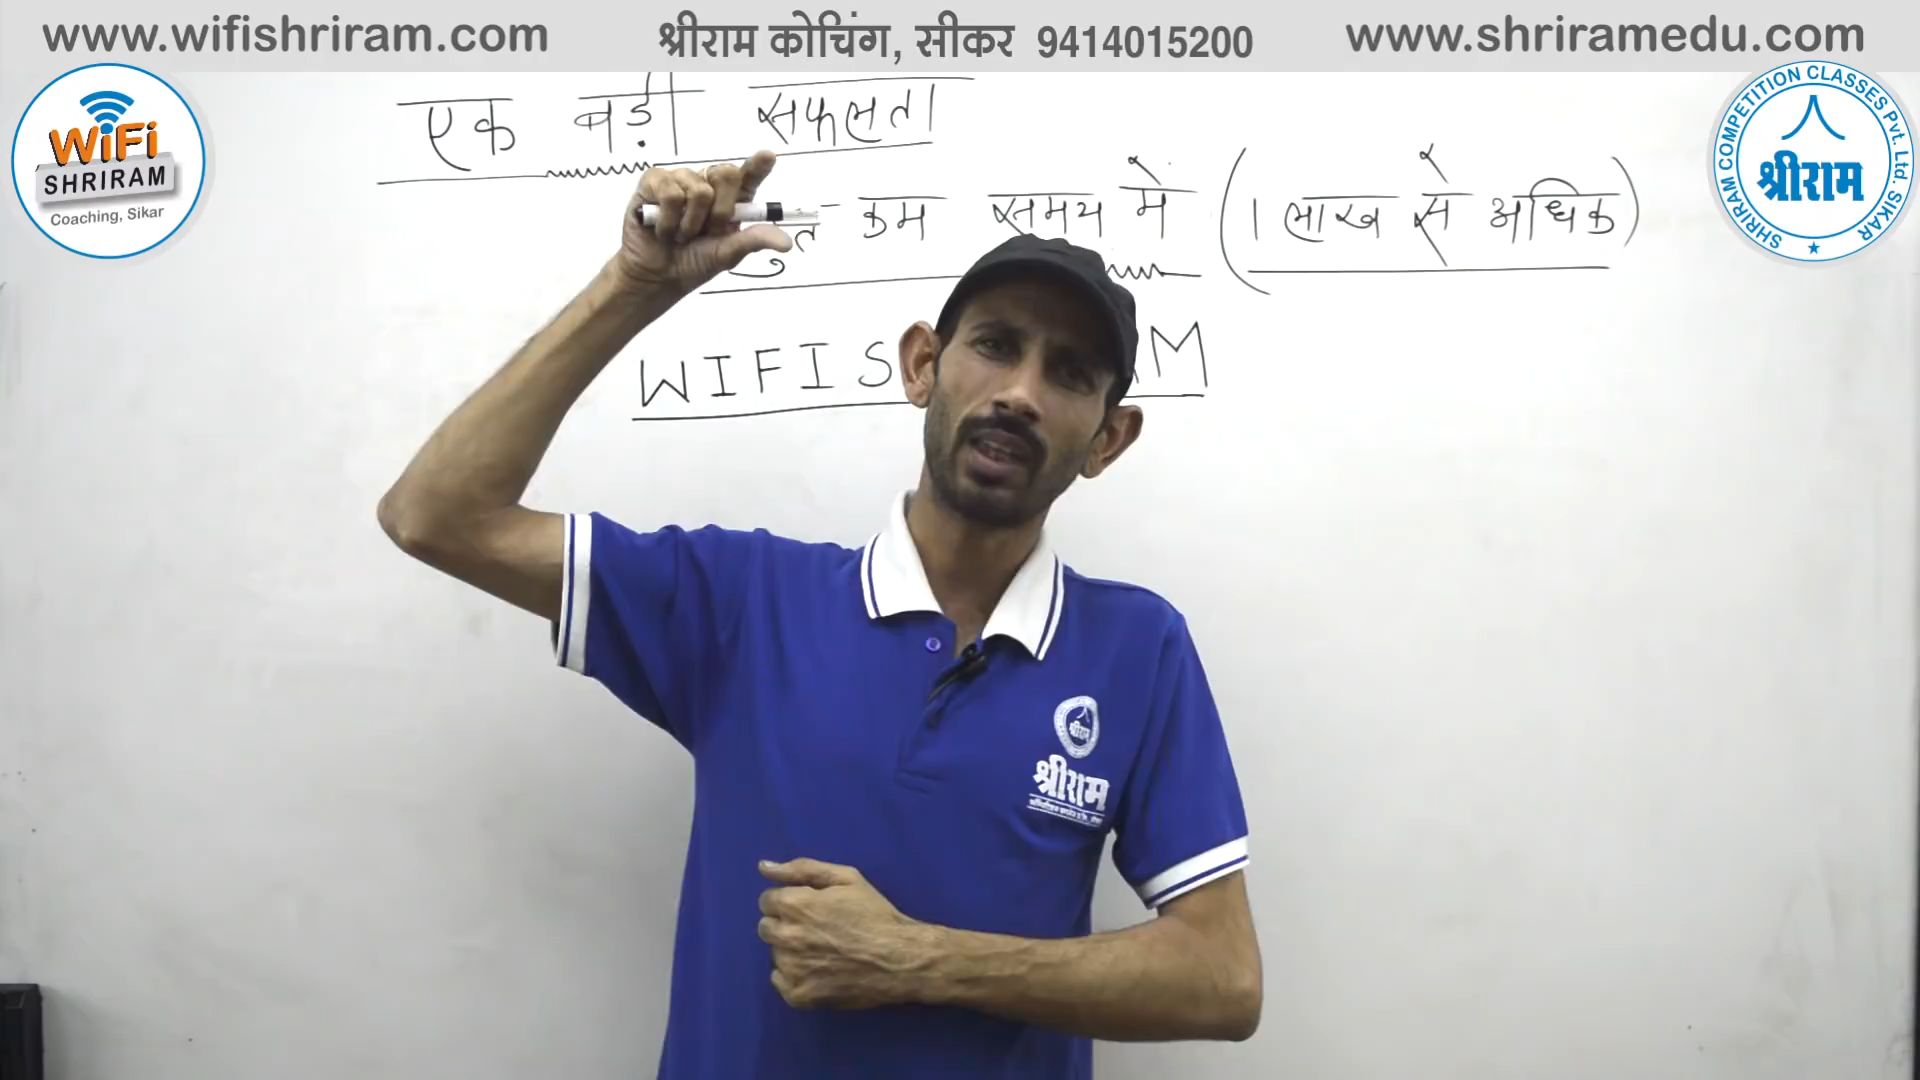 www.wifishriram.com श्रीराम कोचिंग, सीकर 9414015200 www.shriramedu.com
WiFi
SHRIRAM
Coaching, Sikar
SHRIRAM COMPETITION CLASSES Pvt. Ltd. SIKAR
श्रीराम
एक बड़ी सफलता
कम समय में (1 लाख से अधिक)
WIFIS AM
श्रीराम
श्रीराम